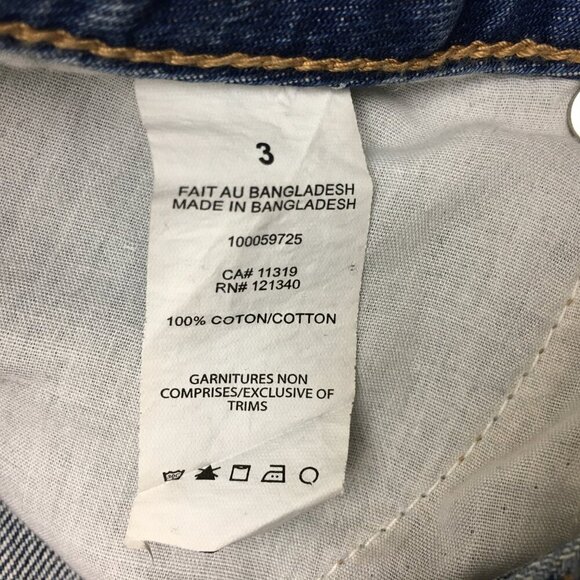 3
FAIT AU BANGLADESH
MADE IN BANGLADESH
100059725
CA# 11319
RN# 121340
100% COTON/COTTON
GARNITURES NON
COMPRISES/EXCLUSIVE OF
TRIMS